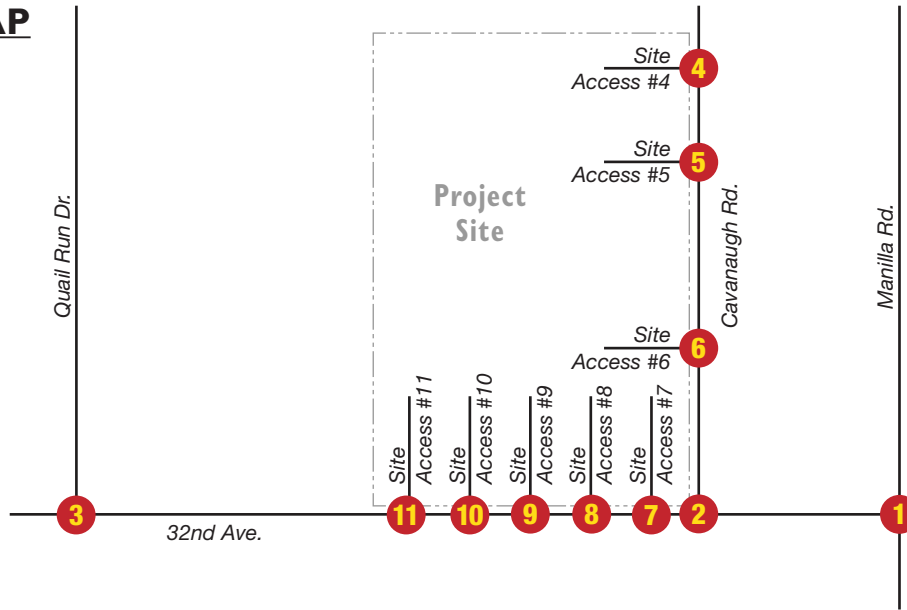 AP
Site
Access #4
4
Site
Access #5
5
Project
Site
Quail Run Dr.
Cavanaugh Rd.
Manilla Rd.
Site
Access #6
6
Site
Access #11
Site
Access #10
Site
Access #9
Site
Access #8
Site
Access #7
3
11
10
9
8
7
2
1
32nd Ave.